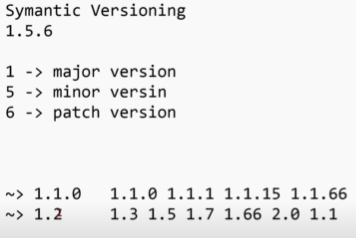 Symantic Versioning
1.5.6
1 -> major version
5 -> minor versin
6 -> patch version
~> 1.1.0 1.1.0 1.1.1 1.1.15 1.1.66
~> 1.2 1.3 1.5 1.7 1.66 2.0 1.1